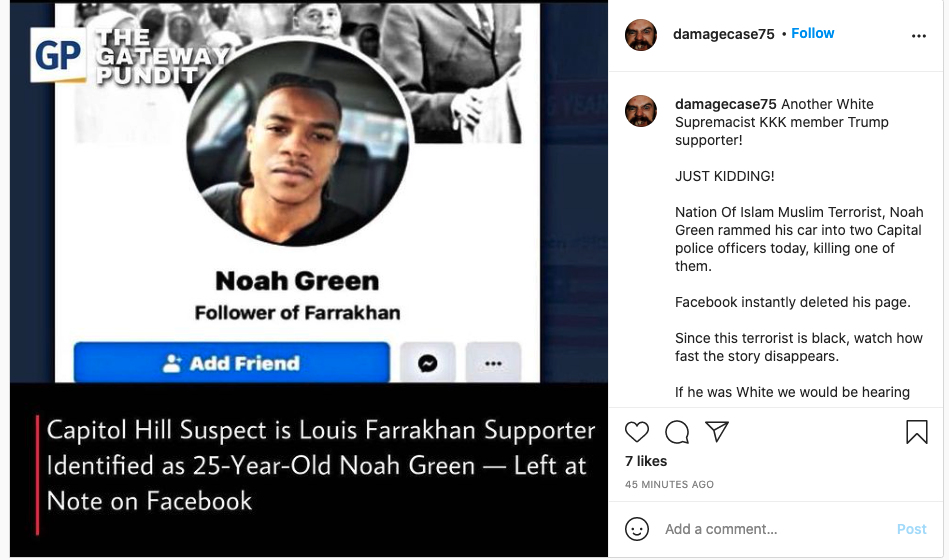 GP
THE
GATEWAY
PUNDIT
Noah Green
Follower of Farrakhan
Add Friend
Capitol Hill Suspect is Louis Farrakhan Supporter
Identified as 25-Year-Old Noah Green — Left at
Note on Facebook
damagecase75 • Follow
damagecase75 Another White
Supremacist KKK member Trump
supporter!
JUST KIDDING!
Nation Of Islam Muslim Terrorist, Noah
Green rammed his car into two Capital
police officers today, killing one of
them.
Facebook instantly deleted his page.
Since this terrorist is black, watch how
fast the story disappears.
If he was White we would be hearing
7 likes
45 MINUTES AGO
Add a comment...
Post